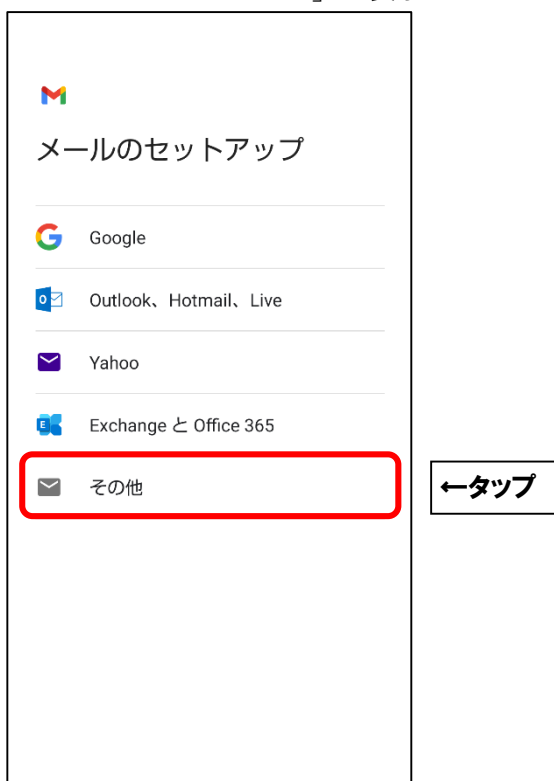 メールのセットアップ
Google
Outlook、Hotmail、Live
Yahoo
Exchange と Office 365
その他
←タップ